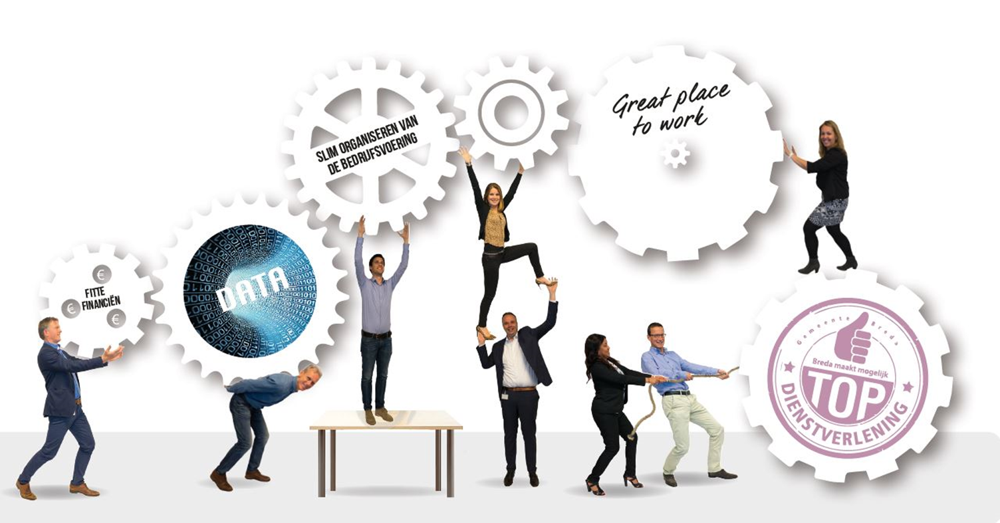 FITTE
FINANCIËN
€
€
€
DATA
SLIM ORGANISEREN VAN
DE BEDRIJFSVOERING
Great place
to work
Gemeente Breda
Breda maakt mogelijk
TOP
DIENSTVERLENING